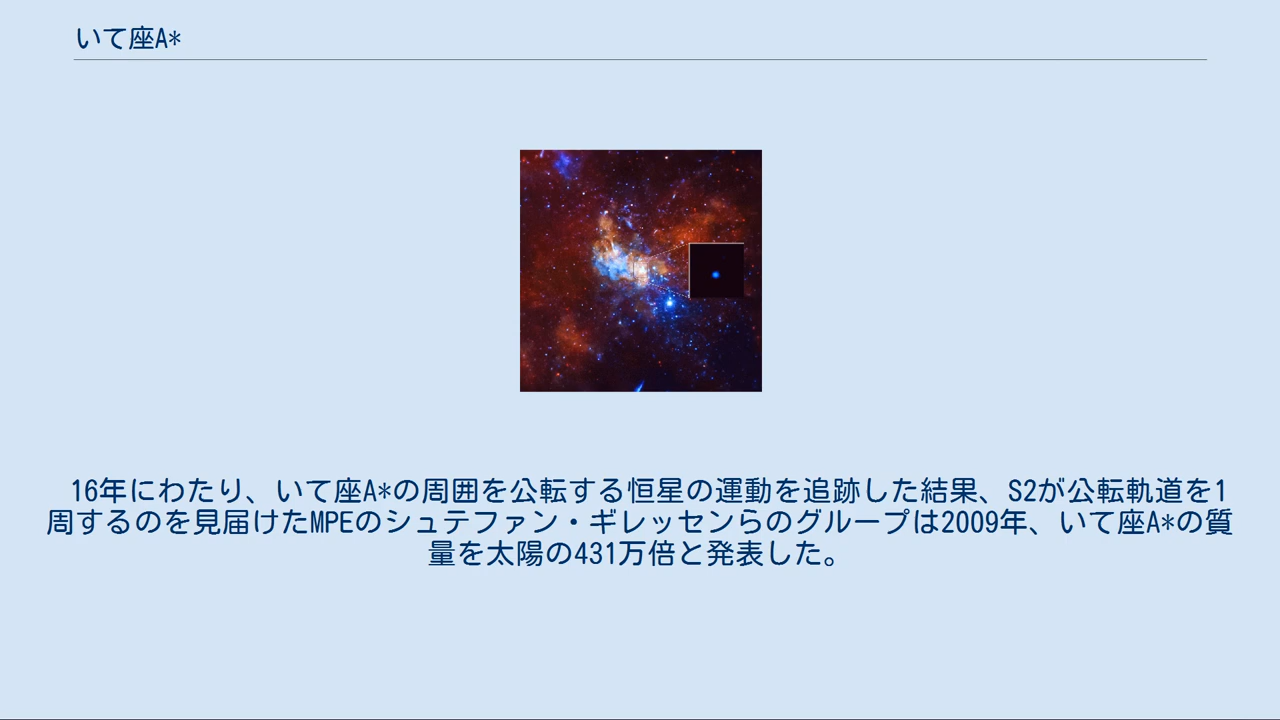 いて座A*
16年にわたり、いて座A*の周囲を公転する恒星の運動を追跡した結果、S2が公転軌道を1
周するのを見届けたMPEのシュテファン・ギレッセンらのグループは2009年、いて座A*の質
量を太陽の431万倍と発表した。